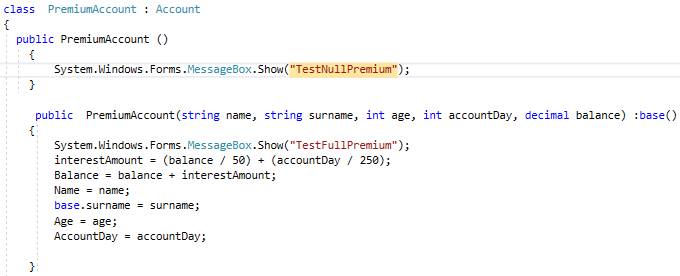 class PremiumAccount : Account
{
public PremiumAccount ()
{
System.Windows.Forms.MessageBox.Show("TestNullPremium");
}
public PremiumAccount(string name, string surname, int age, int accountDay, decimal balance) :base()
{
System.Windows.Forms.MessageBox.Show("TestFullPremium");
interestAmount = (balance / 50) + (accountDay / 250);
Balance = balance + interestAmount;
Name = name;
base.surname = surname;
Age = age;
AccountDay = accountDay;
}